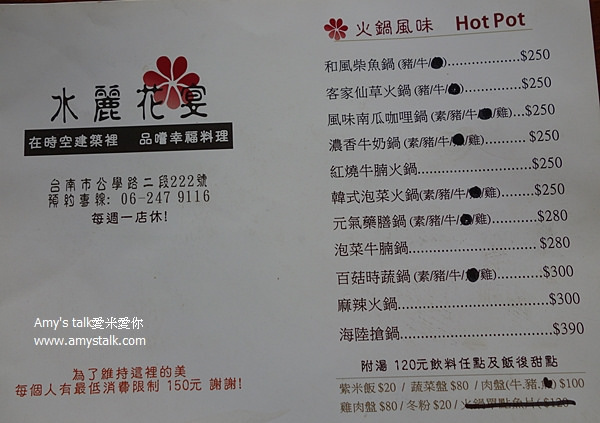 水麗花宴
在時空建築裡 品嚐幸福料理
台南市公學路二段222號
預約專線: 06-247 9116
每週一店休!
Amy's talk愛米愛你
www.amystalk.com
為了維持這裡的美
每個人有最低消費限制 150元 謝謝!
火鍋風味 Hot Pot
和風柴魚鍋 (豬/牛/)..................$250
客家仙草火鍋 (豬/)..................$250
風味南瓜咖哩鍋 (素/豬/牛//雞)...$250
濃香牛奶鍋 (素/豬/牛//雞)..........$250
紅燒牛腩火鍋..........................$250
韓式泡菜火鍋(素/豬/牛//雞)......$250
元氣藥膳鍋 (素/豬/牛//雞)..........$280
泡菜牛腩鍋............................ $280
百菇時蔬鍋 (素/豬/牛//雞)..........$300
麻辣火鍋..............................$300
海陸搶鍋..............................$390
附湯 120元飲料任點及飯後甜點
紫米飯 $20 / 蔬菜盤 $80 / 肉盤(牛.豬.) $100
雞肉盤 $80 / 冬粉 $20 / 火鍋單點魚片 $120